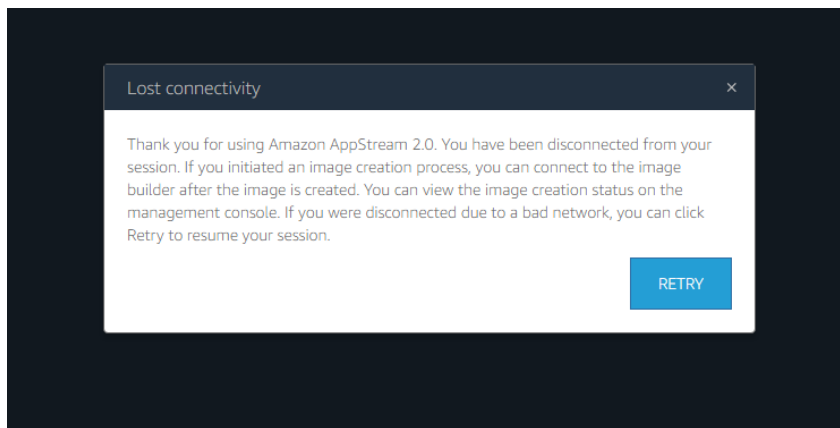 Lost connectivity
×
Thank you for using Amazon AppStream 2.0. You have been disconnected from your
session. If you initiated an image creation process, you can connect to the image
builder after the image is created. You can view the image creation status on the
management console. If you were disconnected due to a bad network, you can click
Retry to resume your session.
RETRY